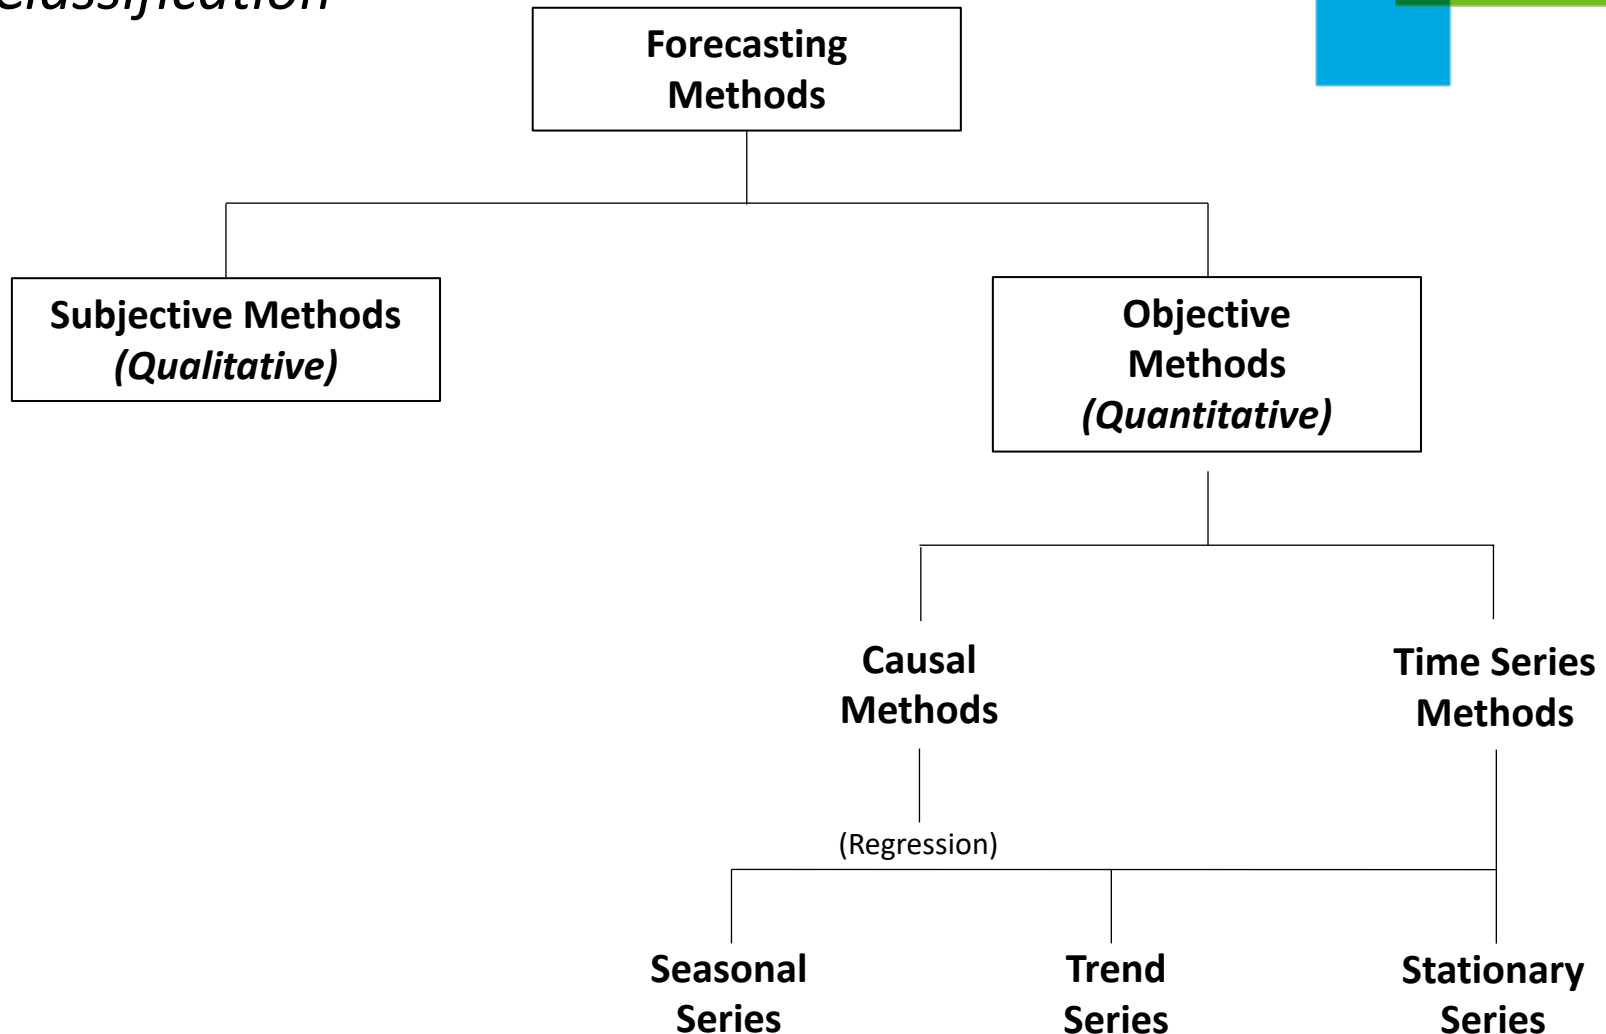 Classification
Forecasting
Methods
Subjective Methods
(Qualitative)
Objective
Methods
(Quantitative)
Causal
Methods
Time Series
Methods
(Regression)
Seasonal
Series
Trend
Series
Stationary
Series